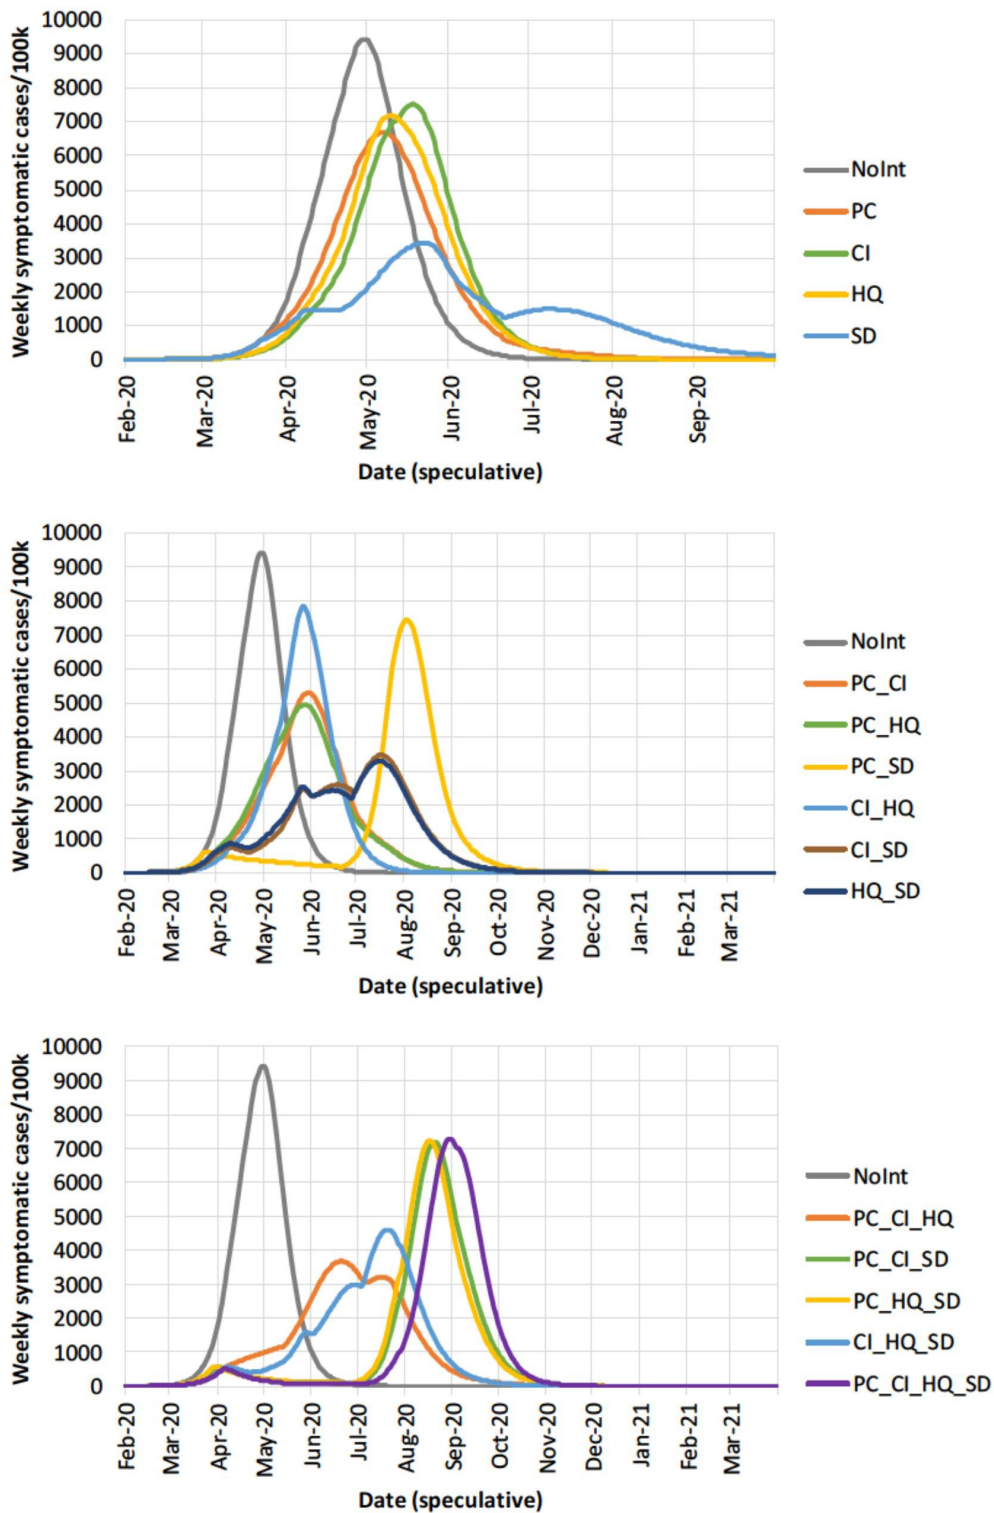 Weekly symptomatic cases/100k
10000
9000
8000
7000
6000
5000
4000
3000
2000
1000
0
Feb-20
Mar-20
Apr-20
May-20
Jun-20
Jul-20
Aug-20
Sep-20
Date (speculative)
NoInt
PC
CI
HQ
SD
Weekly symptomatic cases/100k
10000
9000
8000
7000
6000
5000
4000
3000
2000
1000
0
Feb-20
Mar-20
Apr-20
May-20
Jun-20
Jul-20
Aug-20
Sep-20
Oct-20
Nov-20
Dec-20
Jan-21
Feb-21
Mar-21
Date (speculative)
NoInt
PC_CI
PC_HQ
PC_SD
CI_HQ
CI_SD
HQ_SD
Weekly symptomatic cases/100k
10000
9000
8000
7000
6000
5000
4000
3000
2000
1000
0
Feb-20
Mar-20
Apr-20
May-20
Jun-20
Jul-20
Aug-20
Sep-20
Oct-20
Nov-20
Dec-20
Jan-21
Feb-21
Mar-21
Date (speculative)
NoInt
PC_CI_HQ
PC_CI_SD
PC_HQ_SD
CI_HQ_SD
PC_CI_HQ_SD